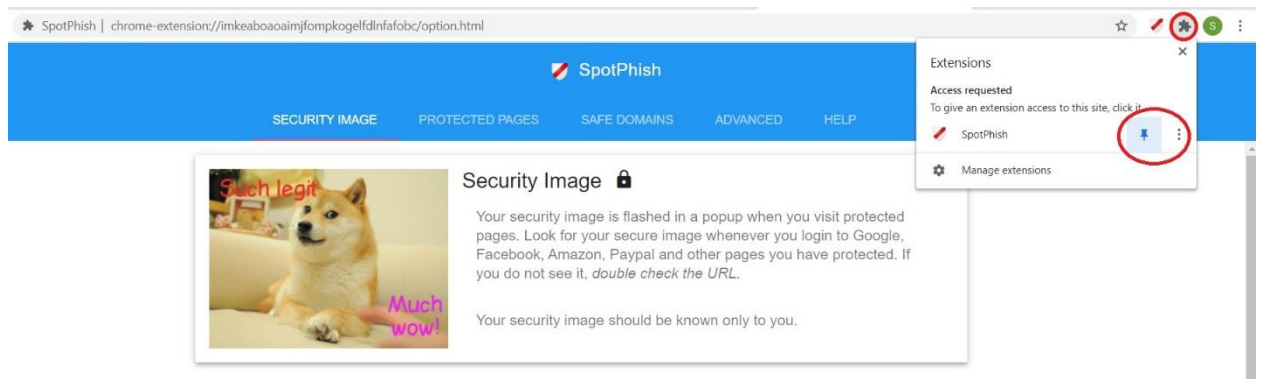 SpotPhish | chrome-extension://imkeaboaoaimjfompkogelfdlnfafobc/option.html
S
SpotPhish
SECURITY IMAGE PROTECTED PAGES SAFE DOMAINS ADVANCED HELP
Extensions
Access requested
To give an extension access to this site, click it
SpotPhish
Manage extensions
Such legit
Much
wow!
Security Image
Your security image is flashed in a popup when you visit protected
pages. Look for your secure image whenever you login to Google,
Facebook, Amazon, Paypal and other pages you have protected. If
you do not see it, double check the URL.
Your security image should be known only to you.